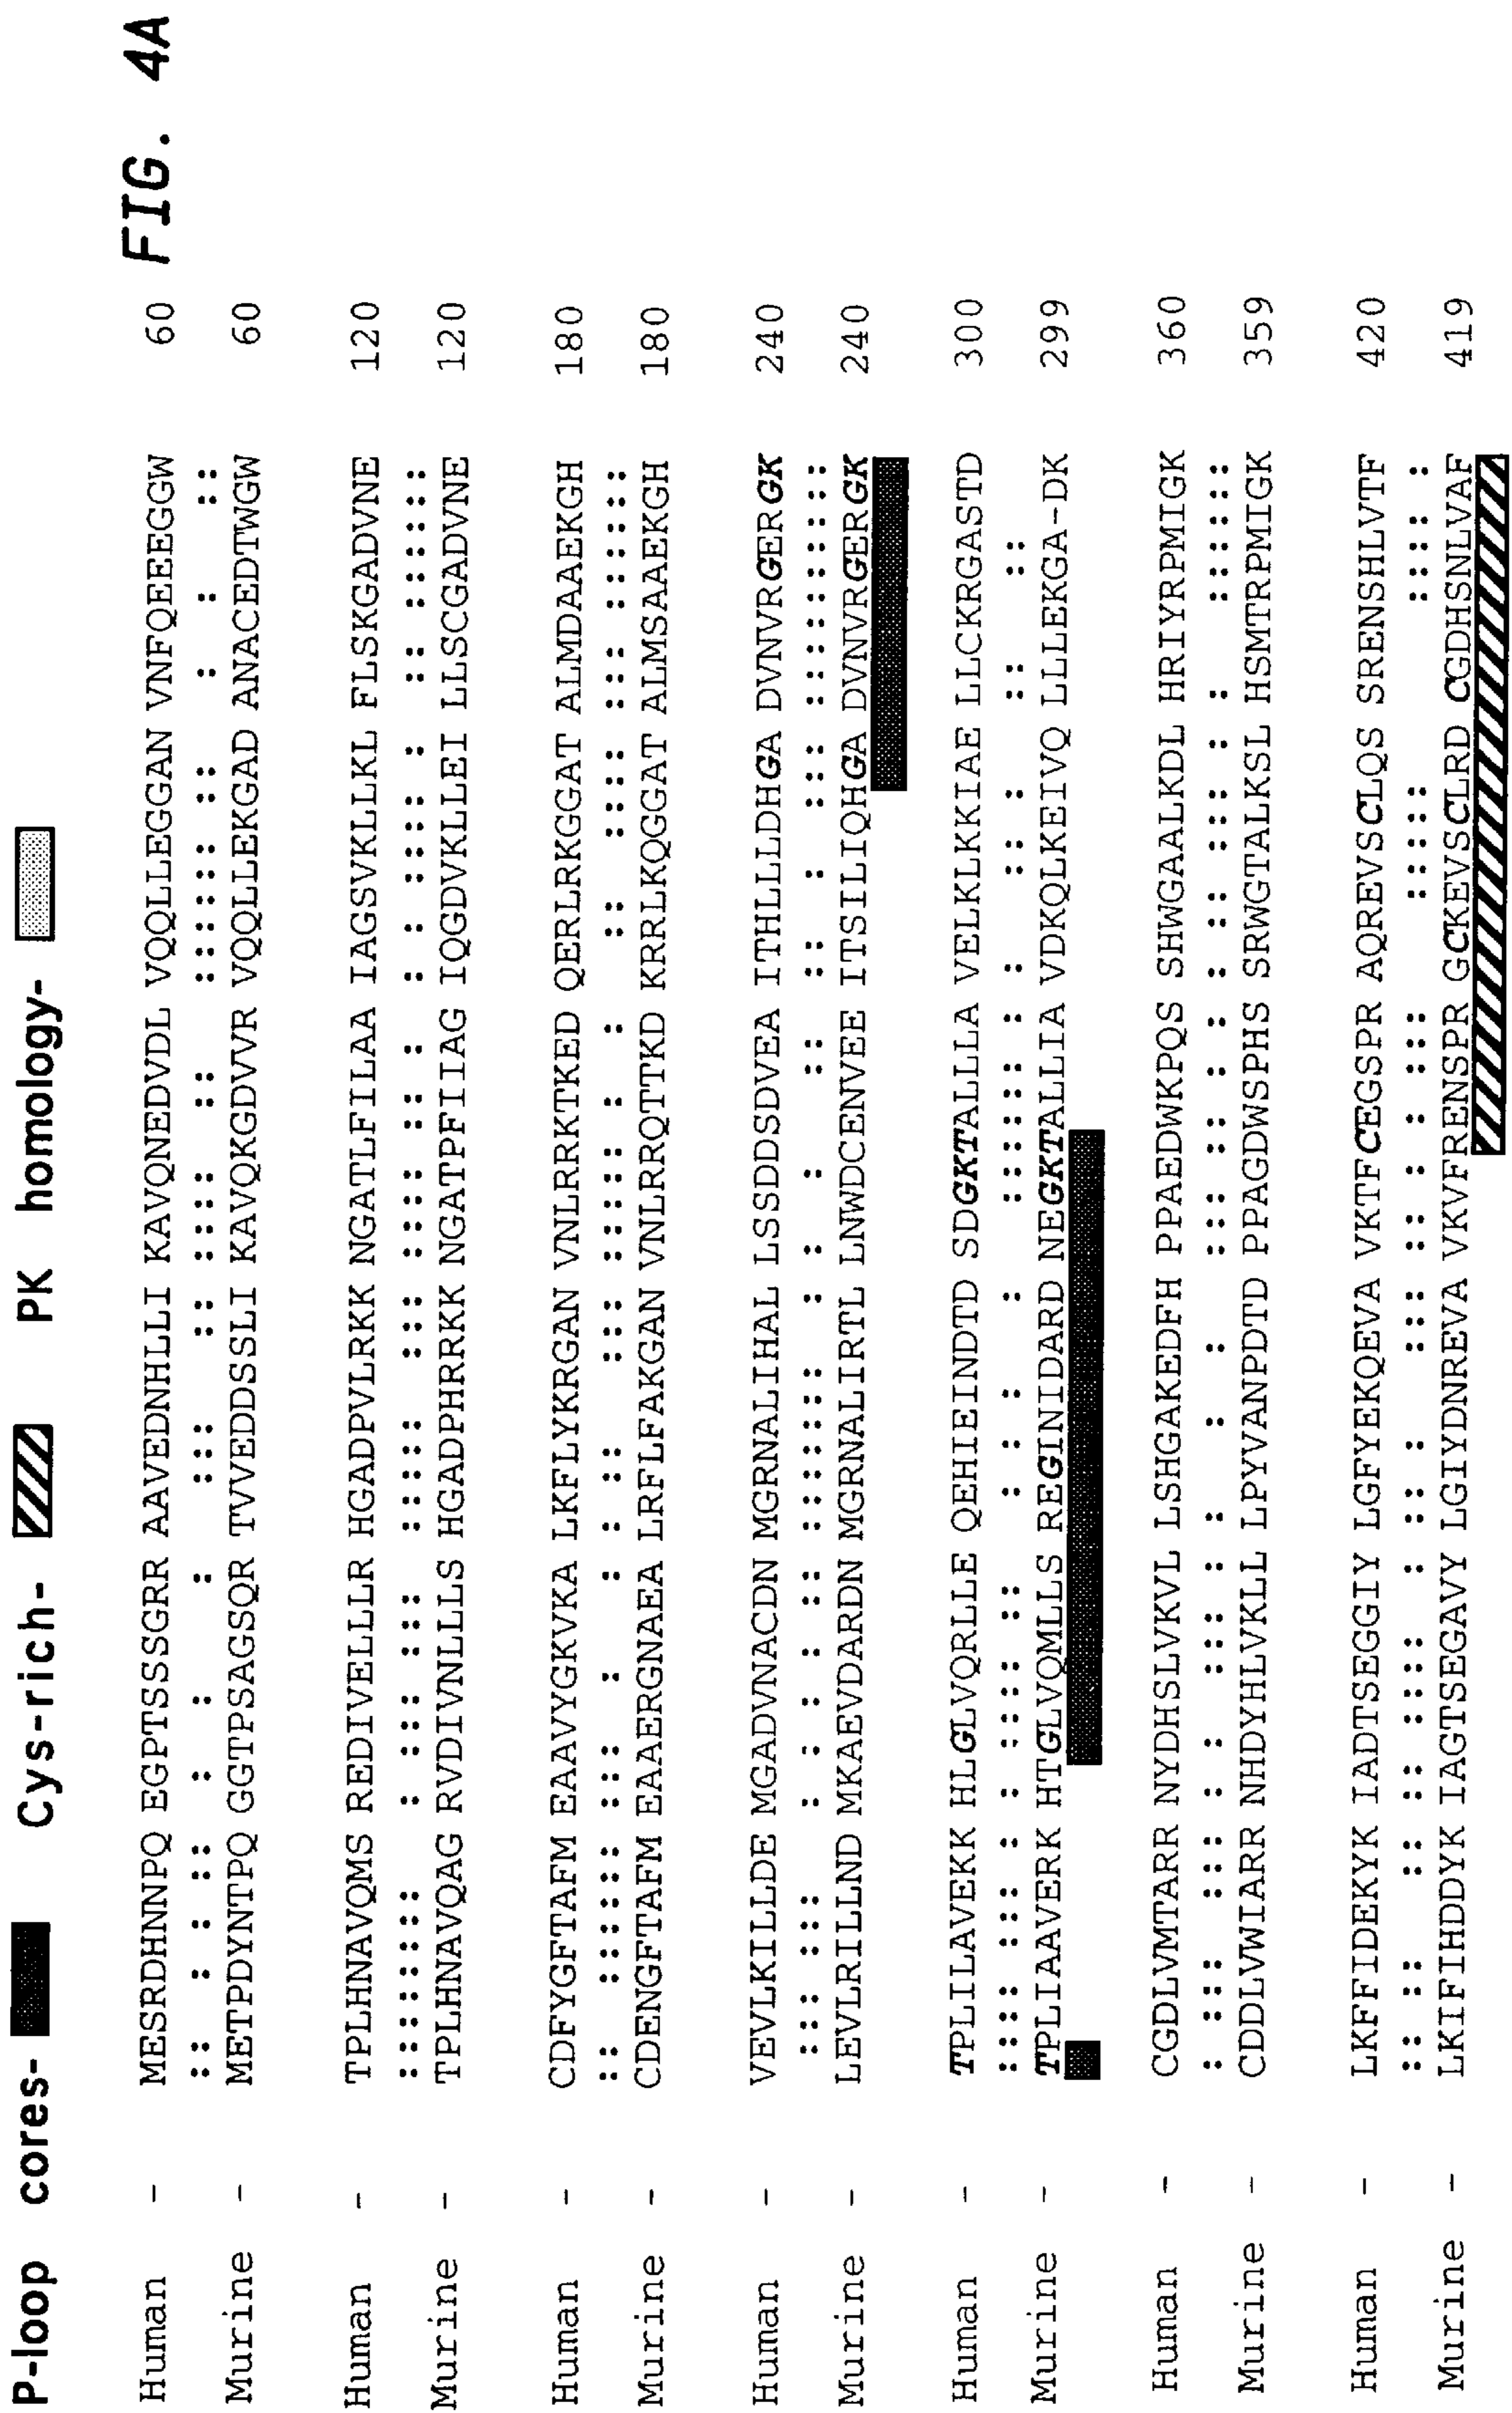 P-loop cores- Cys-rich- PK homology-
FIG. 4A
Human - MESRDHNNPQ EGPTSSSGRR AAVEDNHLLI KAVQNEDVDL VQQLLEGGAN VNFQEEEGGW 60
:: : : :: : : : ::: :: :::: :: ::::: :: : : ::
Murine - METPDYNTPQ GGTPSAGSQR TVVEDDSSLI KAVQKGDVVR VQQLLEKGAD ANACEDTWGW 60
Human - TPLHNAVQMS REDIVELLLR HGADPVLRKK NGATLFILAA IAGSVKLLKL FLSKGADVNE 120
:::::::: : :::: ::: :::: ::: :::: :: : : : :::: : :: ::::::
Murine - TPLHNAVQAG RVDIVNLLLS HGADPHRRKK NGATPFIIAG IQGDVKLLEI LLSCGADVNE 120
Human - CDFYGFTAFM EAAVYGKVKA LKFLYKRGAN VNLRRKTKED QERLRKGGAT ALMDAAEKGH 180
:: :::::: ::: : : : :: ::: ::::: : : :: :::: ::: ::::::
Murine - CDENGFTAFM EAAERGNAEA LRFLFAKGAN VNLRRQTTKD KRRLKQGGAT ALMSAAEKGH 180
Human - VEVLKILLDE MGADVNACDN MGRNALIHAL LSSDDSDVEA ITHLLLDHGA DVNVRGERGK 240
::: ::: : : : : :: ::::::: : : : :: :: : ::: ::::::::::
Murine - LEVLRILLND MKAEVDARDN MGRNALIRTL LNWDCENVEE ITSILIQHGA DVNVRGERGK 240
Human - TPLILAVEKK HLGLVQRLLE QEHIEINDTD SDGKTALLLA VELKLKKIAE LLCKRGASTD 300
:::: ::: : : :::: :: : : : : :::::: : : :: : :: ::
Murine - TPLIAAVERK HTGLVQMLLS REGINIDARD NEGKTALLIA VDKQLKEIVQ LLLEKGA-DK 299
Human - CGDLVMTARR NYDHSLVKVL LSHGAKEDFH PPAEDWKPQS SHWGAALKDL HRIYRPMIGK 360
: ::: ::: : : ::: : : : : ::: : : : : :: ::: : : ::::::
Murine - CDDLVWIARR NHDYHLVKLL LPYVANPDTD PPAGDWSPHS SRWGTALKSL HSMTRPMIGK 359
Human - LKFFIDEKYK IADTSEGGIY LGFYEKQEVA VKTFCEGSPR AQREVSCLQS SRENSHLVTF 420
:: :: :: :: :::: : :: : ::: :: : : ::: ::::: :::: :
Murine - LKIFIHDDYK IAGTSEGAVY LGIYDNREVA VKVFRENSPR GCKEVSCLRD CGDHSNLVAF 419